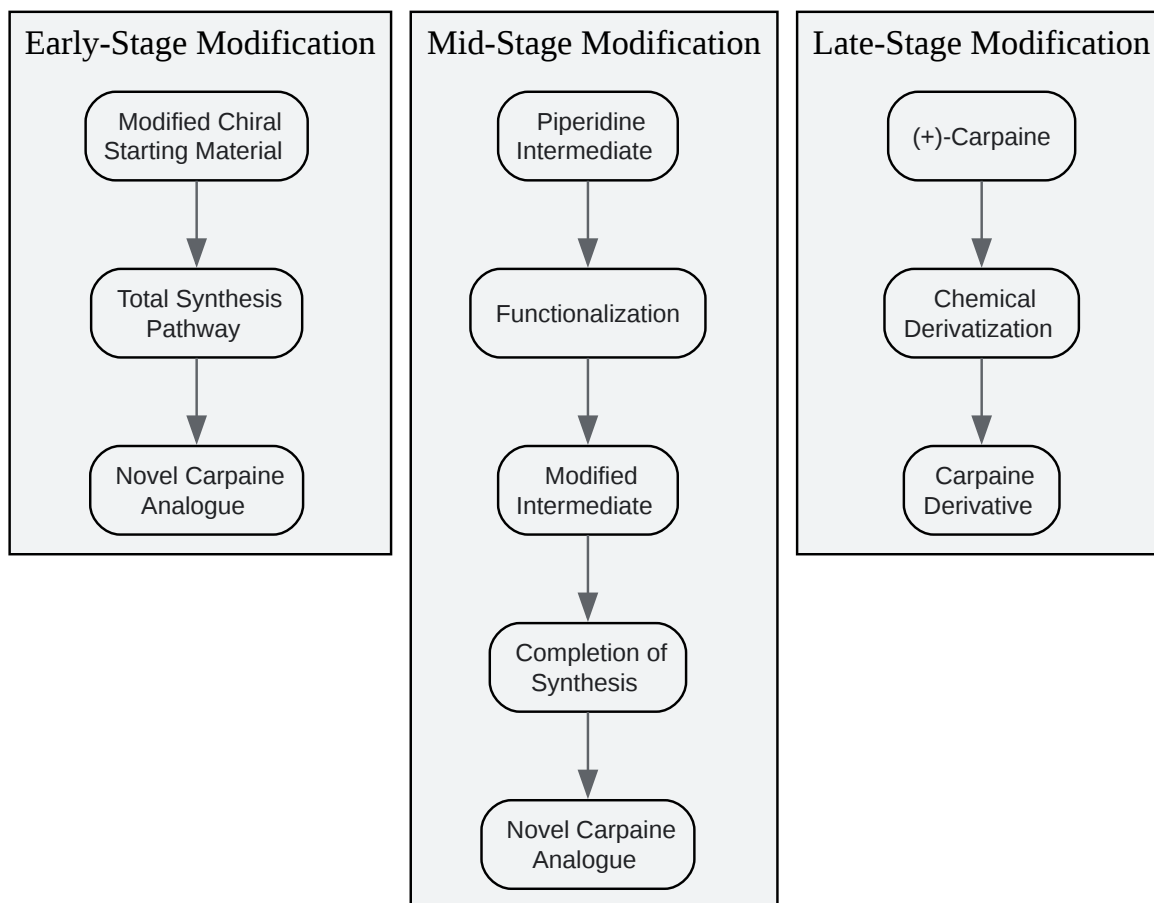 Early-Stage Modification
Modified Chiral
Starting Material
Total Synthesis
Pathway
Novel Carpaine
Analogue
Mid-Stage Modification
Piperidine
Intermediate
Functionalization
Modified
Intermediate
Completion of
Synthesis
Novel Carpaine
Analogue
Late-Stage Modification
(+)-Carpaine
Chemical
Derivatization
Carpaine
Derivative